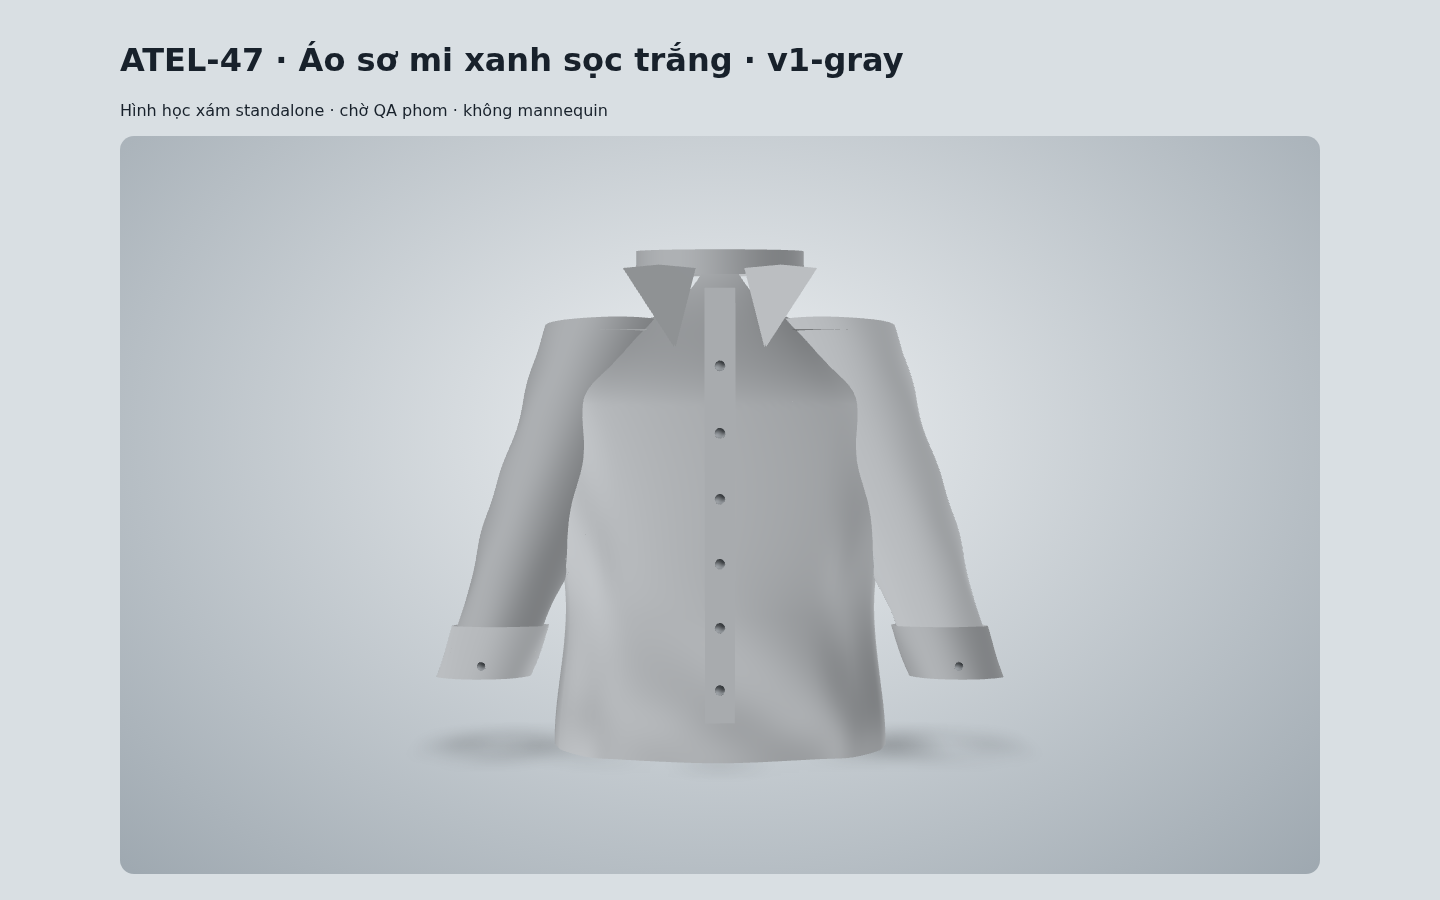 ATEL-47 · Áo sơ mi xanh sọc trắng · v1-gray
Hình học xám standalone · chờ QA phom · không mannequin